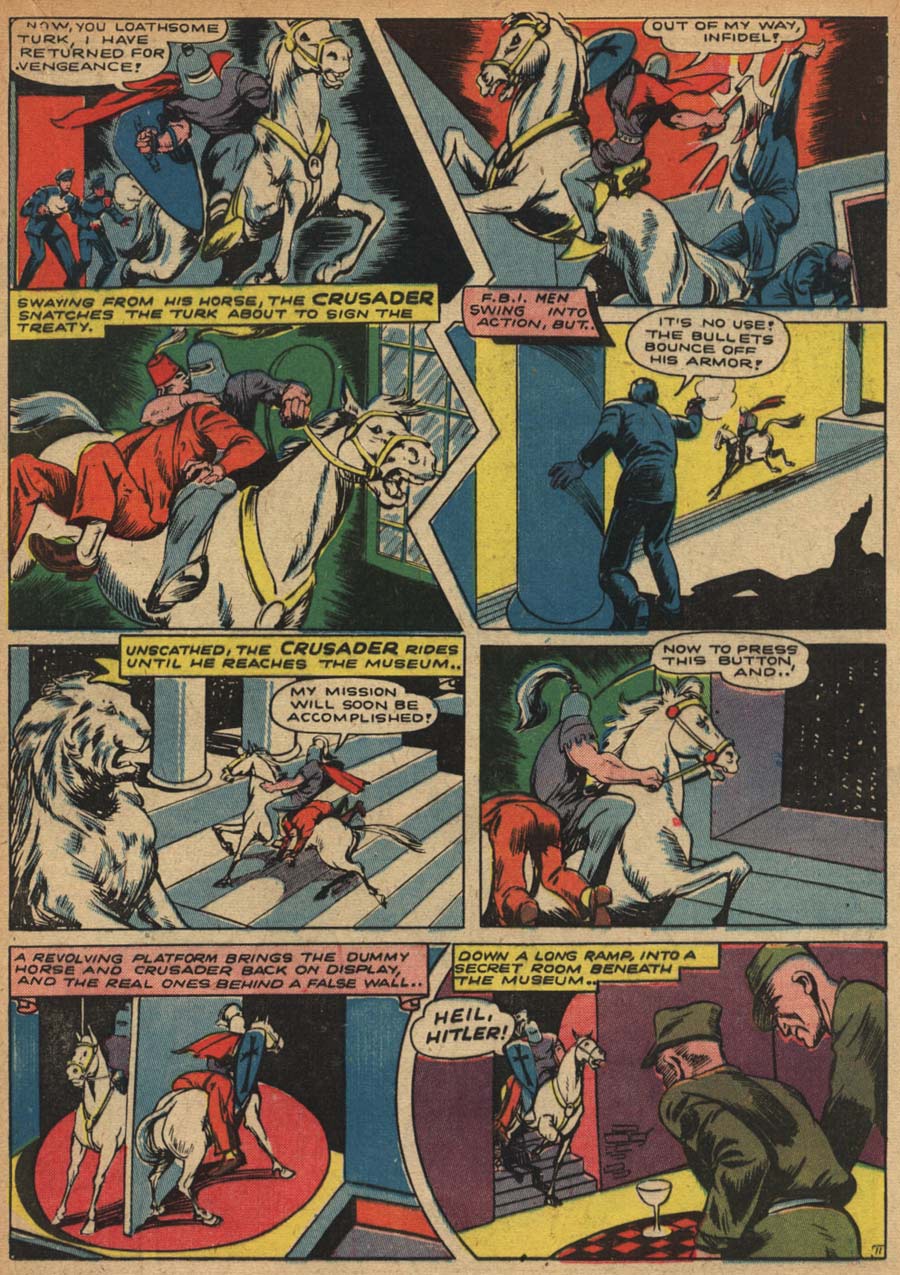 NOW, YOU LOATHSOME
TURK, I HAVE
RETURNED FOR
VENGEANCE!
OUT OF MY WAY,
INFIDEL!
SWAYING FROM HIS HORSE, THE CRUSADER
SNATCHES THE TURK ABOUT TO SIGN THE
TREATY.
F.B.I. MEN
SWING INTO
ACTION, BUT..
IT'S NO USE!
THE BULLETS
BOUNCE OFF
HIS ARMOR!
UNSCATHED, THE CRUSADER RIDES
UNTIL HE REACHES THE MUSEUM..
MY MISSION
WILL SOON BE
ACCOMPLISHED!
NOW TO PRESS
THIS BUTTON,
AND..
A REVOLVING PLATFORM BRINGS THE DUMMY
HORSE AND CRUSADER BACK ON DISPLAY,
AND THE REAL ONES BEHIND A FALSE WALL..
DOWN A LONG RAMP, INTO A
SECRET ROOM BENEATH
THE MUSEUM..
HEIL,
HITLER!
11